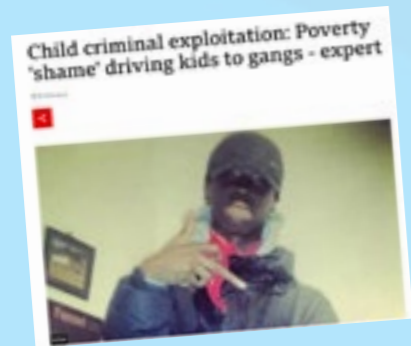 Child criminal exploitation: Poverty
'shame' driving kids to gangs - expert